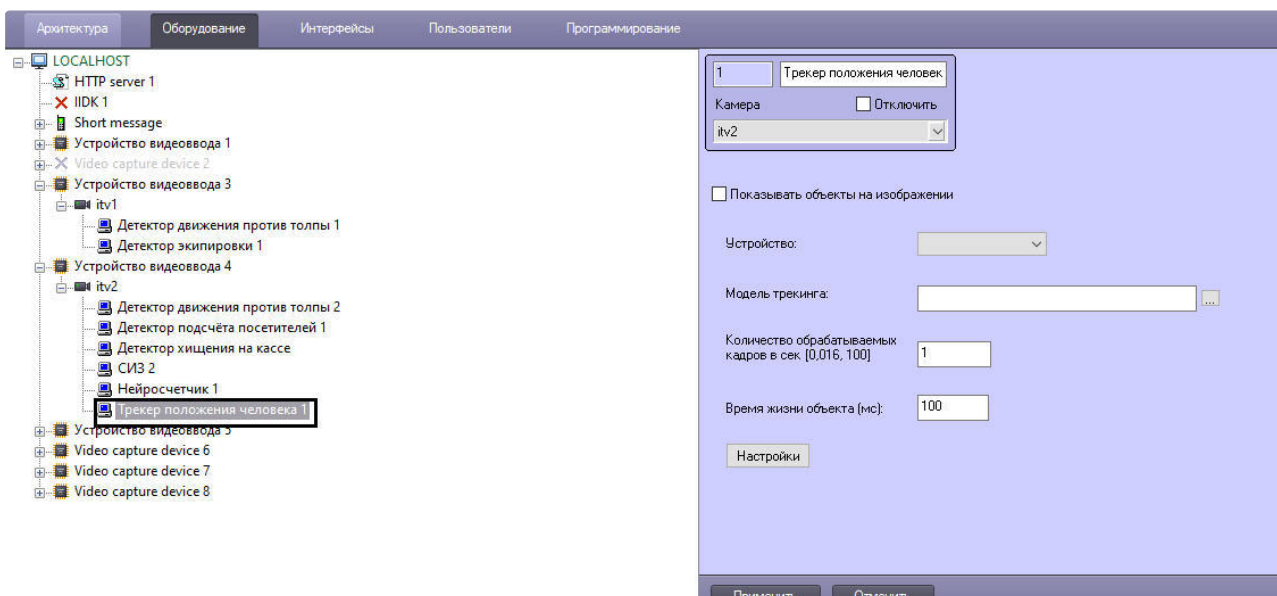 Архитектура Оборудование Интерфейсы Пользователи Программирование
LOCALHOST
HTTP server 1
IIDK 1
Short message
Устройство видеоввода 1
Video capture device 2
Устройство видеоввода 3
itv1
Детектор движения против толпы 1
Детектор экипировки 1
Устройство видеоввода 4
itv2
Детектор движения против толпы 2
Детектор подсчёта посетителей 1
Детектор хищения на кассе
СИЗ 2
Нейросчетчик 1
Трекер положения человека 1
Устройство видеоввода 5
Video capture device 6
Video capture device 7
Video capture device 8
1 Трекер положения человек
Камера Отключить
itv2
Показывать объекты на изображении
Устройство:
Модель трекинга:
...
Количество обрабатываемых
кадров в сек [0,016, 100] 1
Время жизни объекта (мс): 100
Настройки
Применить Отменить